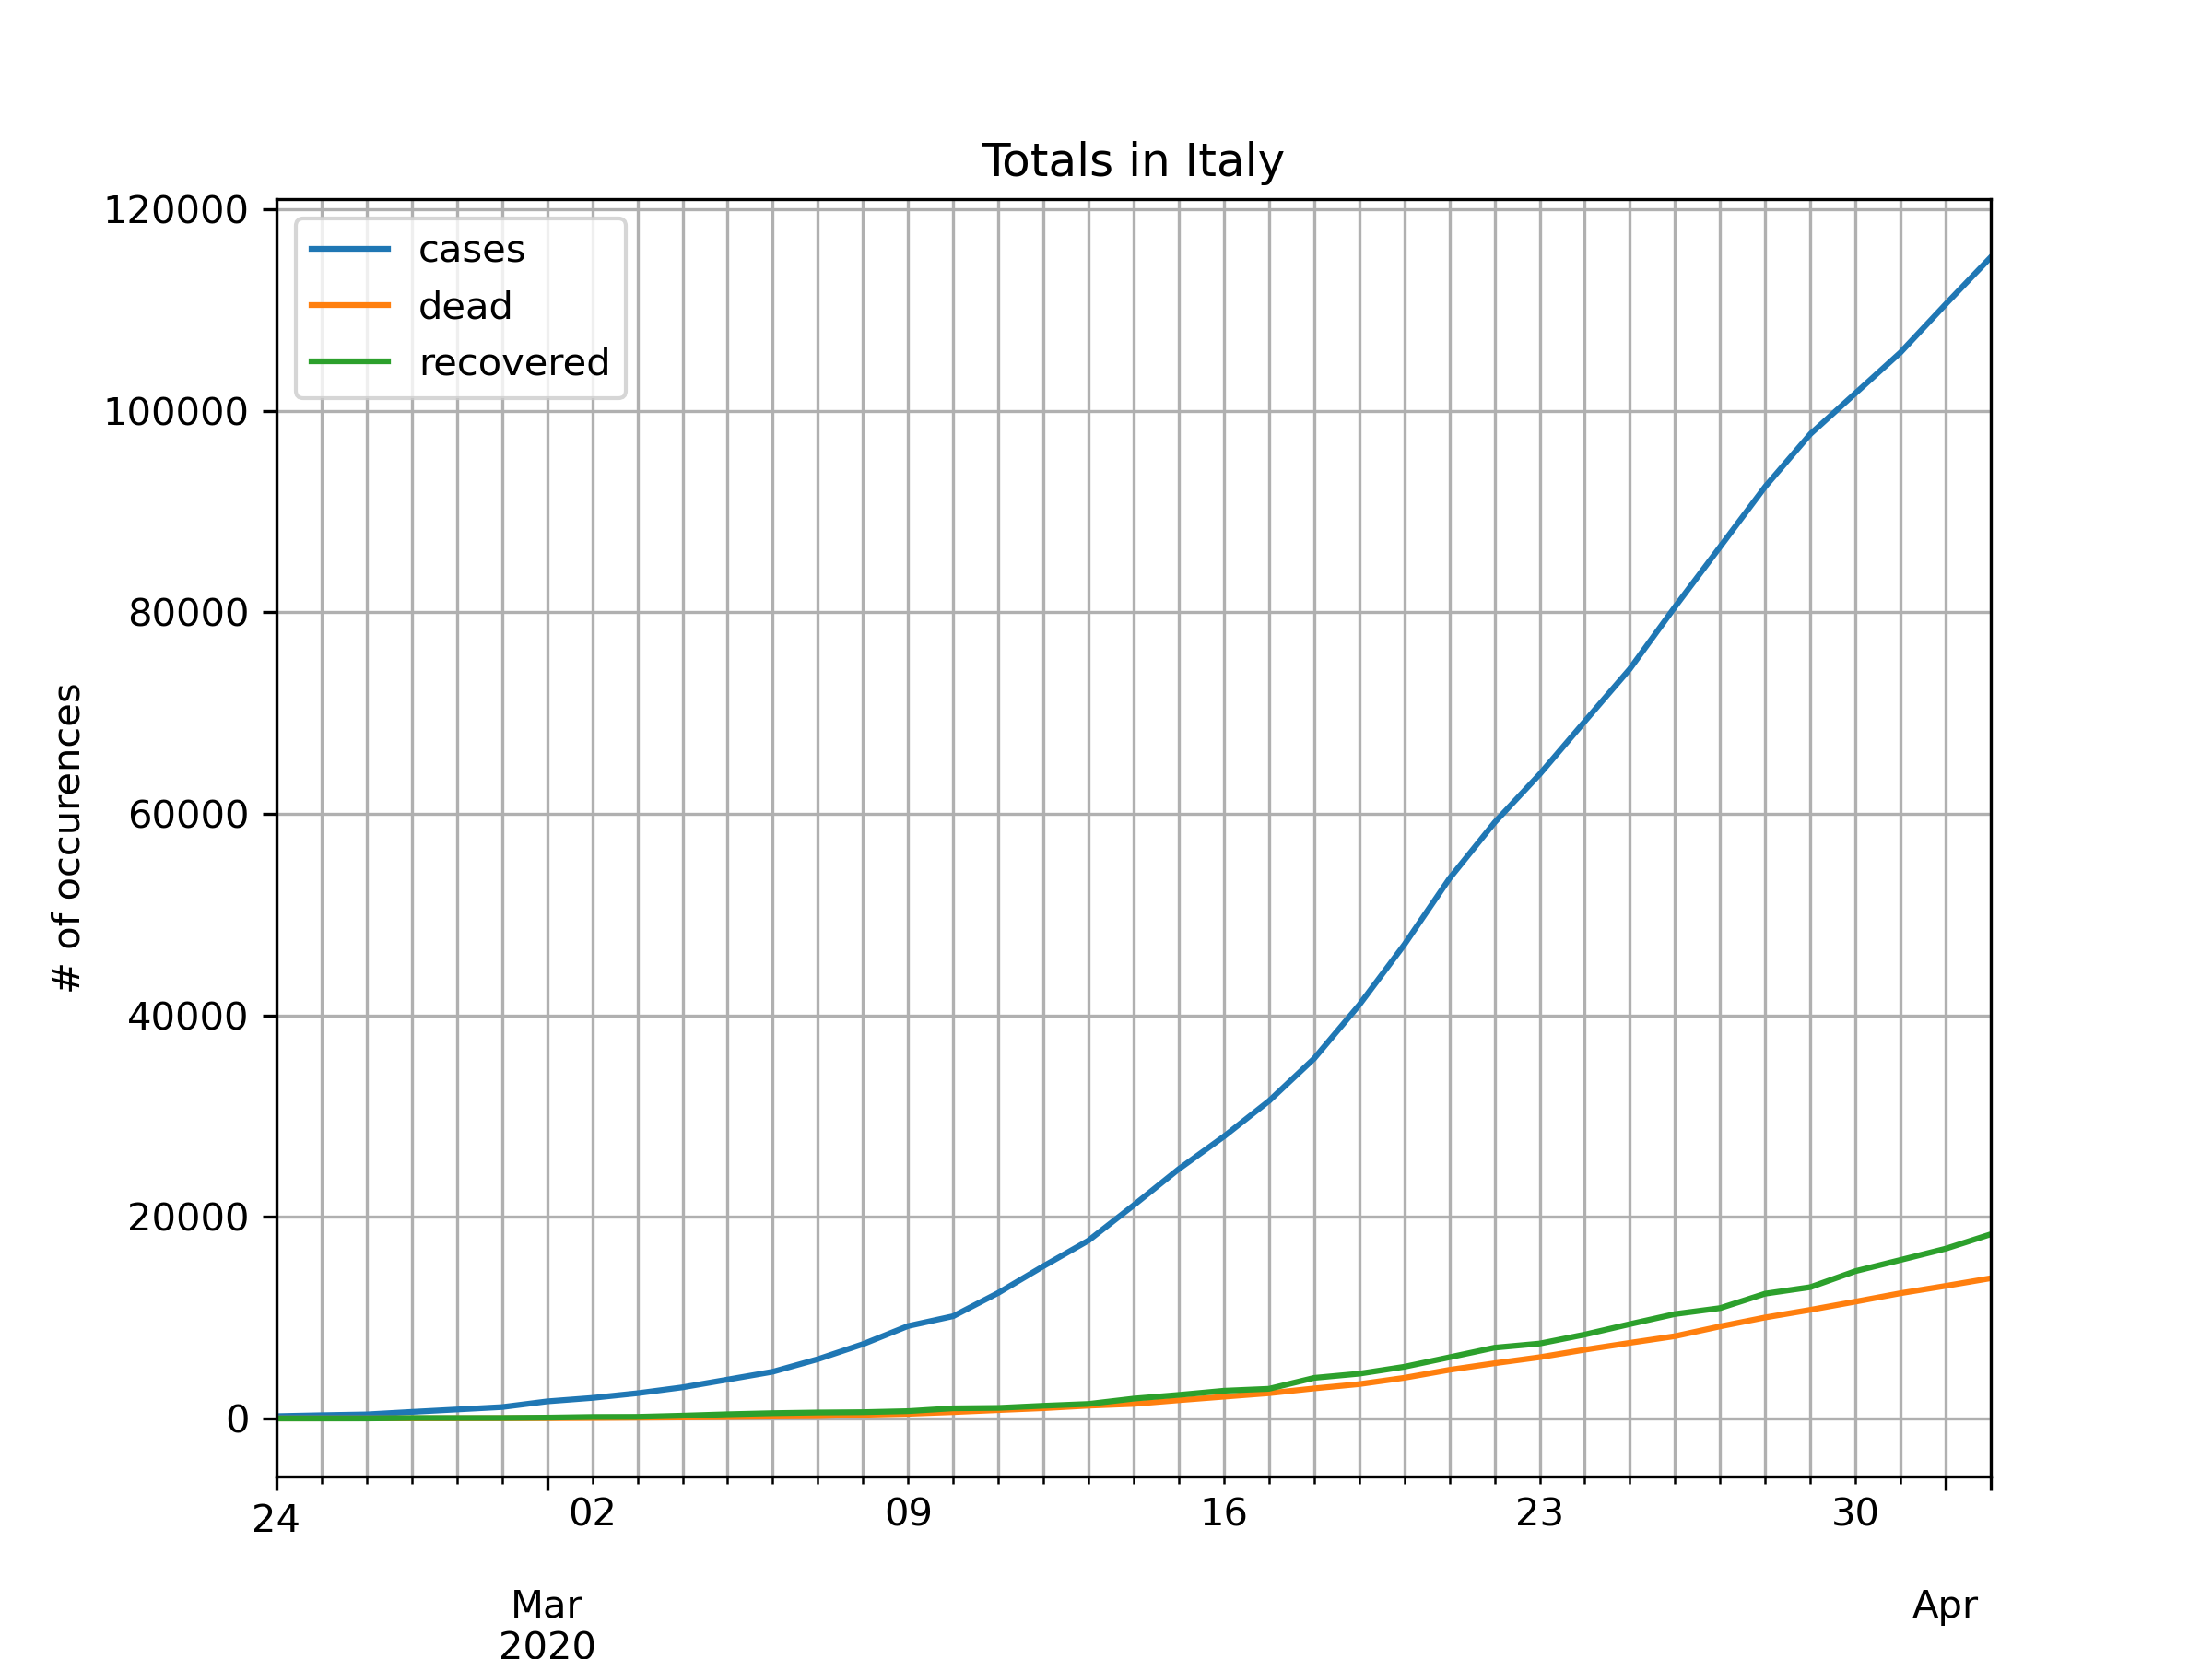 Totals in Italy
120000
100000
80000
60000
40000
20000
0
# of occurences
cases
dead
recovered
24 02 09 16 23 30
Mar Apr
2020